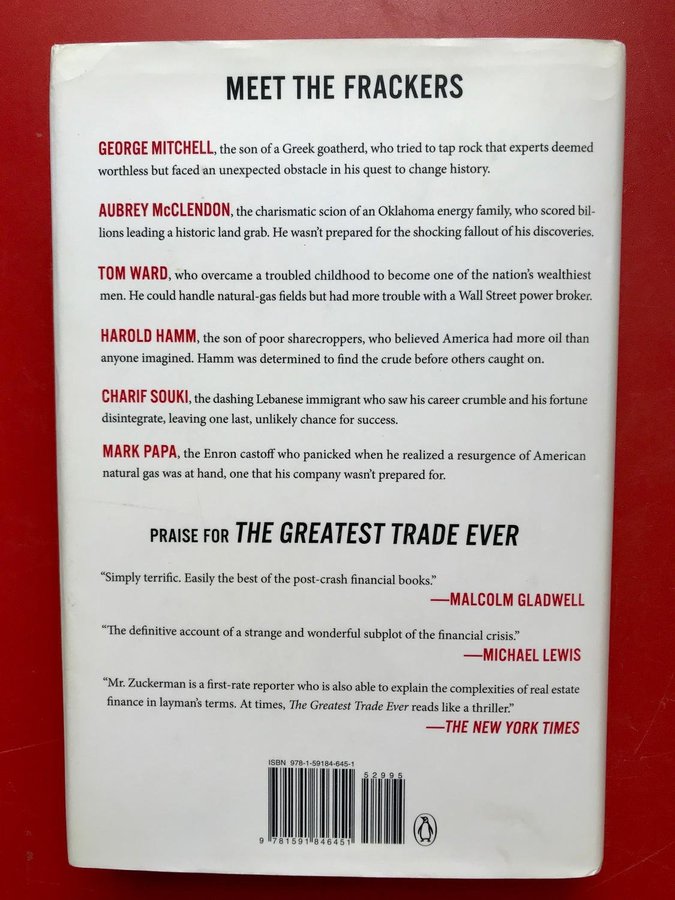 MEET THE FRACKERS
GEORGE MITCHELL, the son of a Greek goatherd, who tried to tap rock that experts deemed
worthless but faced an unexpected obstacle in his quest to change history.
AUBREY McCLENDON, the charismatic scion of an Oklahoma energy family, who scored bil-
lions leading a historic land grab. He wasn't prepared for the shocking fallout of his discoveries.
TOM WARD, who overcame a troubled childhood to become one of the nation's wealthiest
men. He could handle natural-gas fields but had more trouble with a Wall Street power broker.
HAROLD HAMM, the son of poor sharecroppers, who believed America had more oil than
anyone imagined. Hamm was determined to find the crude before others caught on.
CHARIF SOUKI, the dashing Lebanese immigrant who saw his career crumble and his fortune
disintegrate, leaving one last, unlikely chance for success.
MARK PAPA, the Enron castoff who panicked when he realized a resurgence of American
natural gas was at hand, one that his company wasn't prepared for.
PRAISE FOR THE GREATEST TRADE EVER
“Simply terrific. Easily the best of the post-crash financial books.”
—MALCOLM GLADWELL
“The definitive account of a strange and wonderful subplot of the financial crisis.”
—MICHAEL LEWIS
“Mr. Zuckerman is a first-rate reporter who is also able to explain the complexities of real estate
finance in layman's terms. At times, The Greatest Trade Ever reads like a thriller.”
—THE NEW YORK TIMES
ISBN 978-1-59184-645-1
52995
9 781591 846451